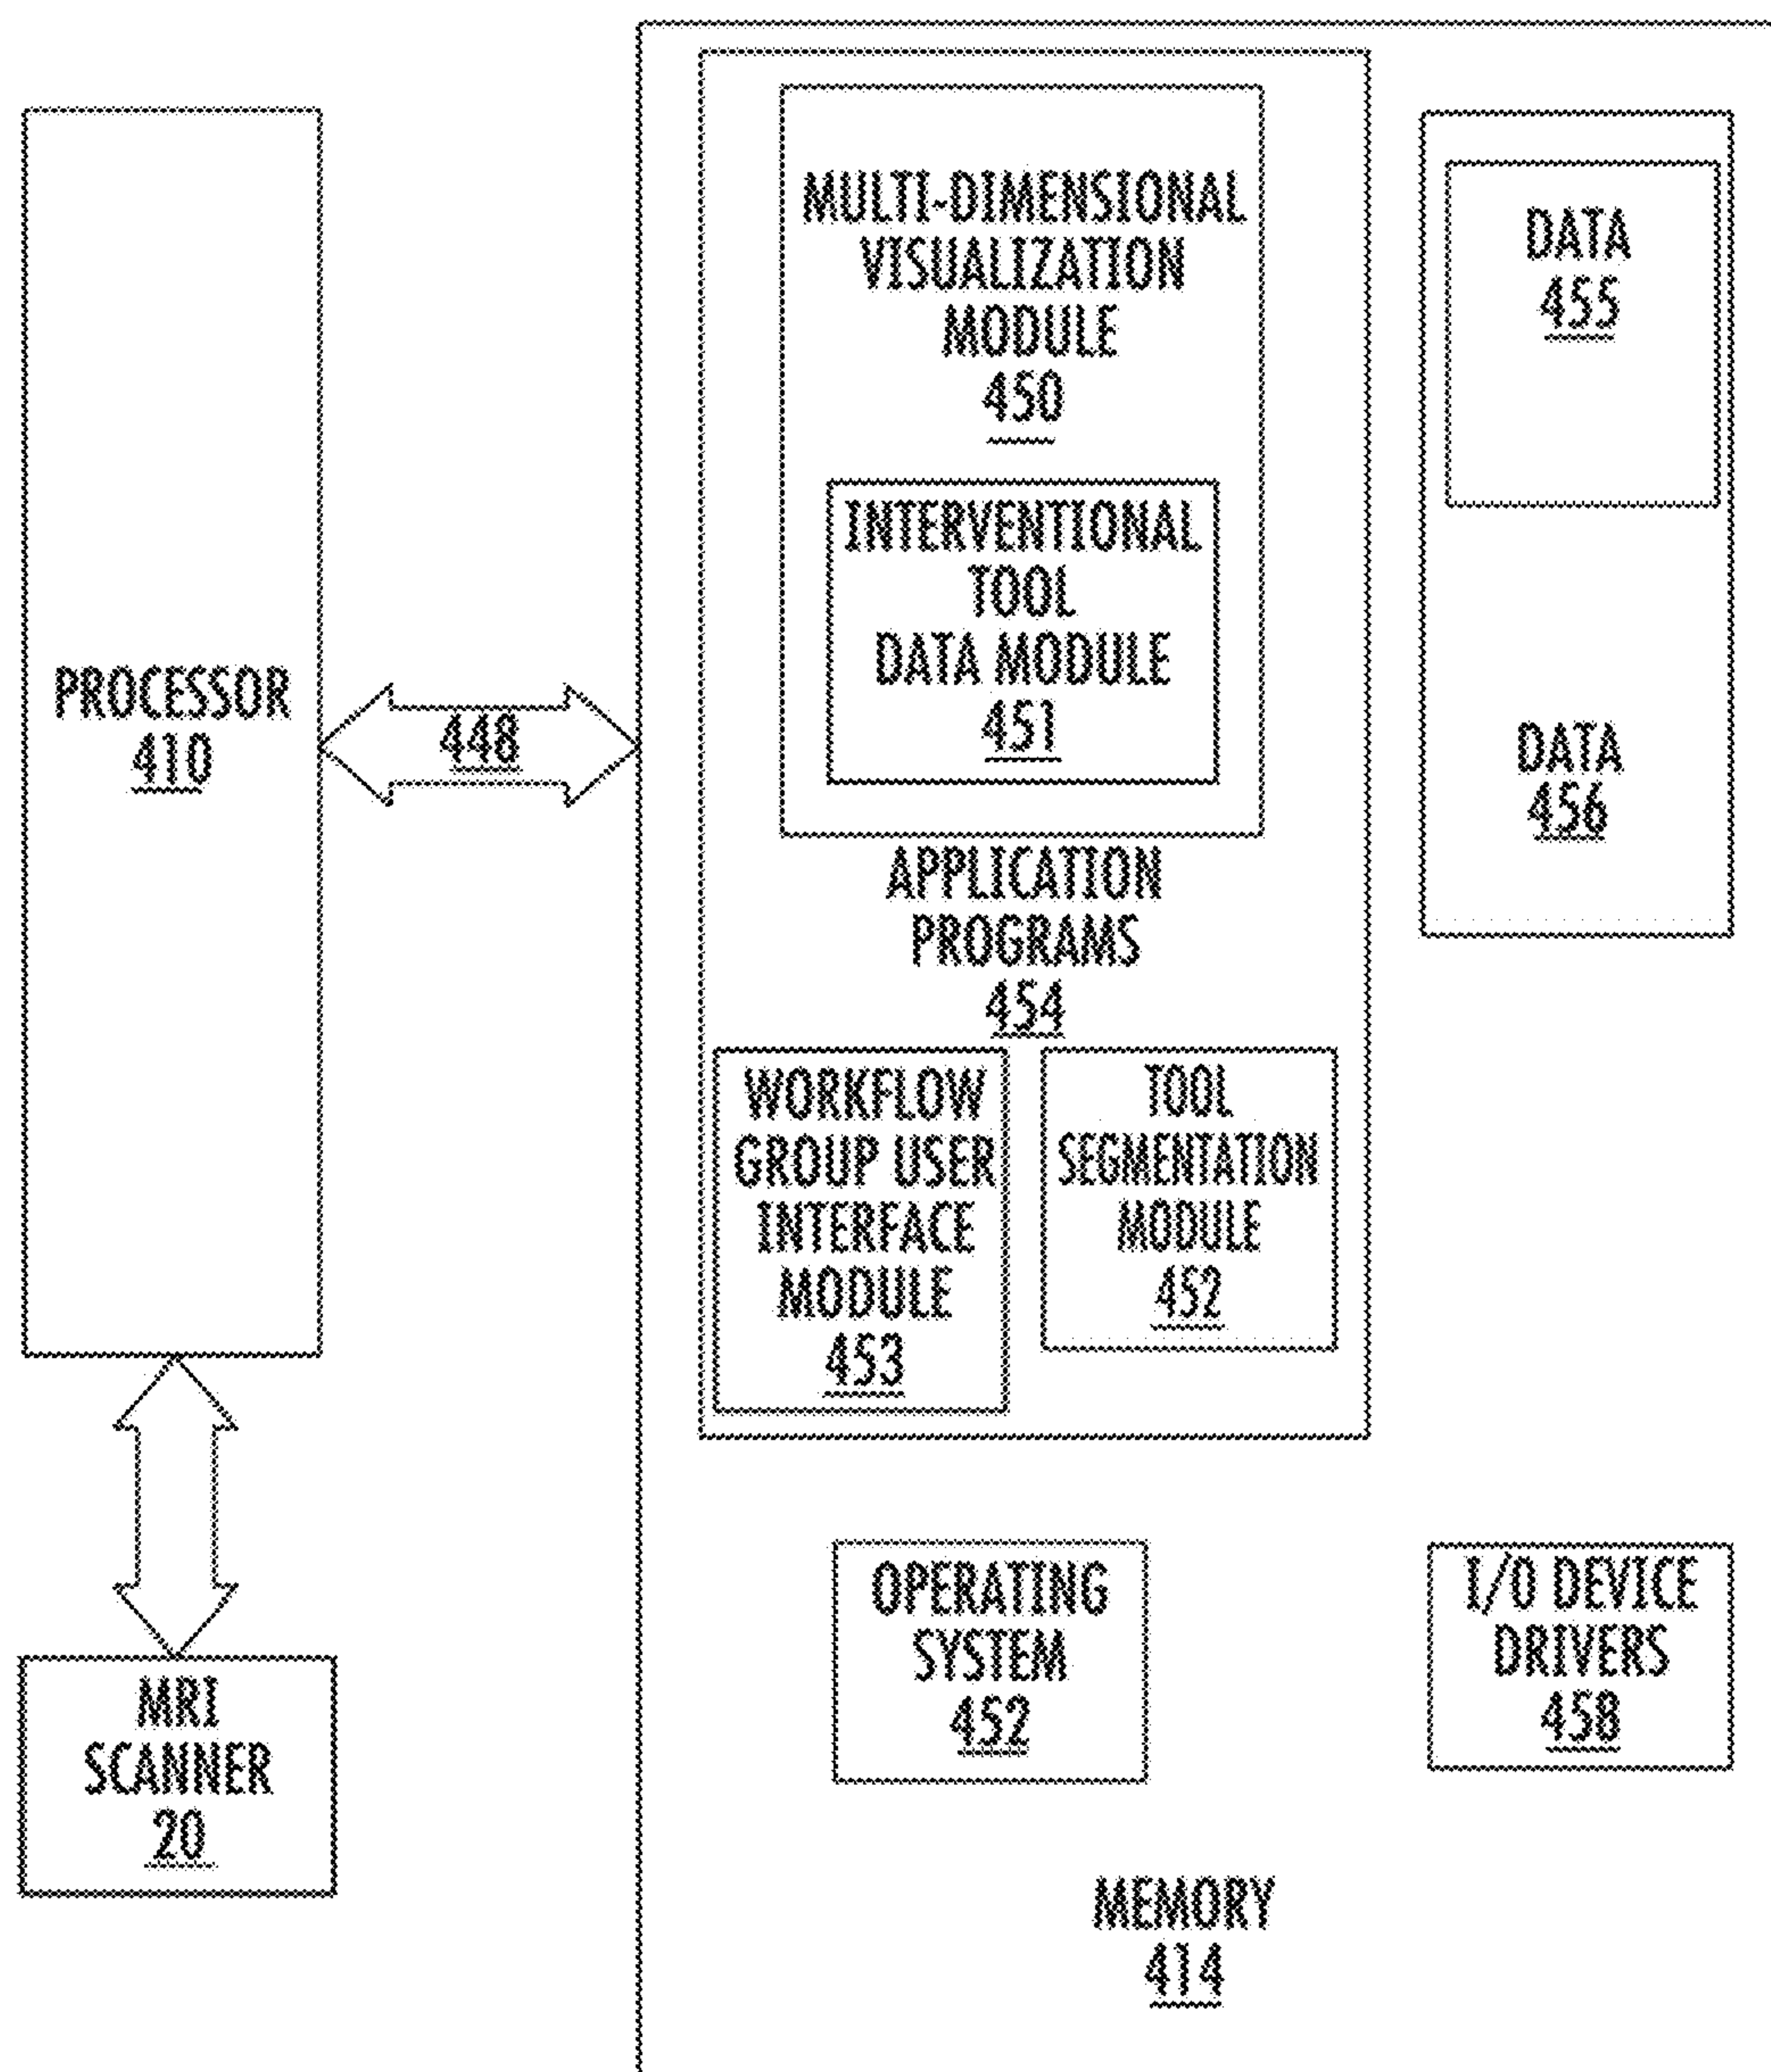 PROCESSOR
410
448
MRI
SCANNER
20
MULTI-DIMENSIONAL
VISUALIZATION
MODULE
450
INTERVENTIONAL
TOOL
DATA MODULE
451
APPLICATION
PROGRAMS
454
WORKFLOW
GROUP USER
INTERFACE
MODULE
453
TOOL
SEGMENTATION
MODULE
452
DATA
455
DATA
456
OPERATING
SYSTEM
452
I/O DEVICE
DRIVERS
458
MEMORY
414